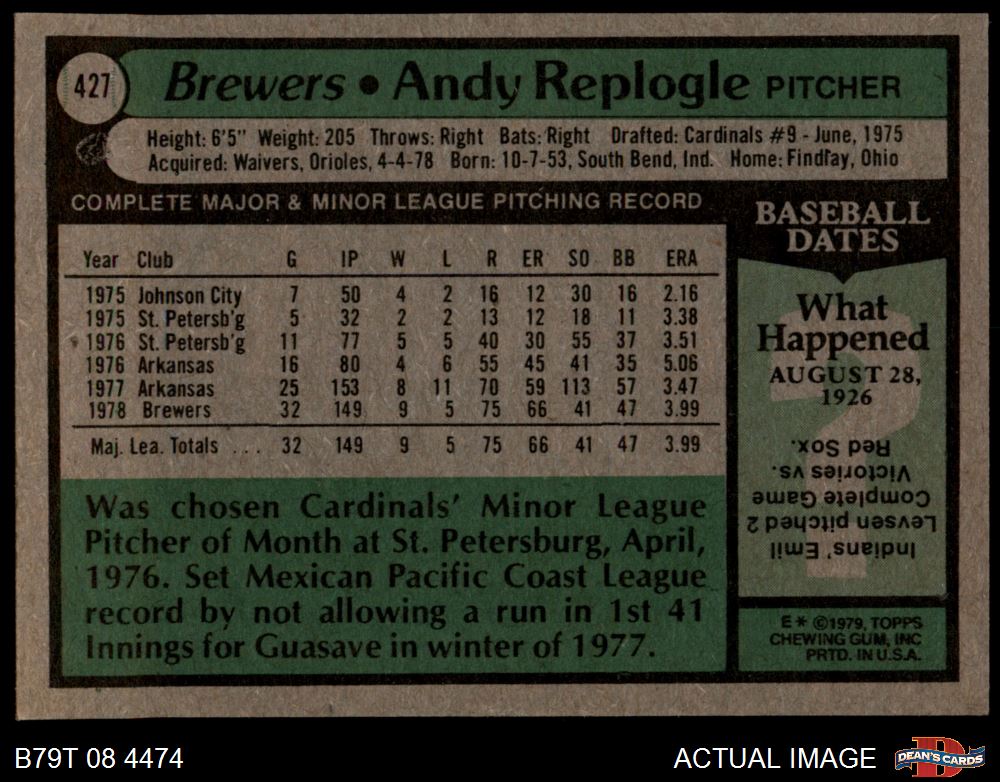 427
Brewers • Andy Replogle PITCHER
Height: 6'5" Weight: 205 Throws: Right Bats: Right Drafted: Cardinals #9 - June, 1975
Acquired: Waivers, Orioles, 4-4-78 Born: 10-7-53, South Bend, Ind. Home: Findlay, Ohio
COMPLETE MAJOR & MINOR LEAGUE PITCHING RECORD
Year Club G IP W L R ER SO BB ERA
1975 Johnson City 7 50 4 2 16 12 30 16 2.16
1975 St. Petersb'g 5 32 2 2 13 12 18 11 3.38
1976 St. Petersb'g 11 77 5 5 40 30 55 37 3.51
1976 Arkansas 16 80 4 6 55 45 41 35 5.06
1977 Arkansas 25 153 8 11 70 59 113 57 3.47
1978 Brewers 32 149 9 5 75 66 41 47 3.99
Maj. Lea. Totals ... 32 149 9 5 75 66 41 47 3.99
Was chosen Cardinals' Minor League
Pitcher of Month at St. Petersburg, April,
1976. Set Mexican Pacific Coast League
record by not allowing a run in 1st 41
Innings for Guasave in winter of 1977.
BASEBALL
DATES
What
Happened
AUGUST 28,
1926
Indians' Emil
Levsen pitched 2
Complete Game
Victories vs.
Red Sox.
E* ©1979, TOPPS
CHEWING GUM, INC
PRTD. IN U.S.A.
B79T 08 4474
ACTUAL IMAGE
D
DEAN'S CARDS